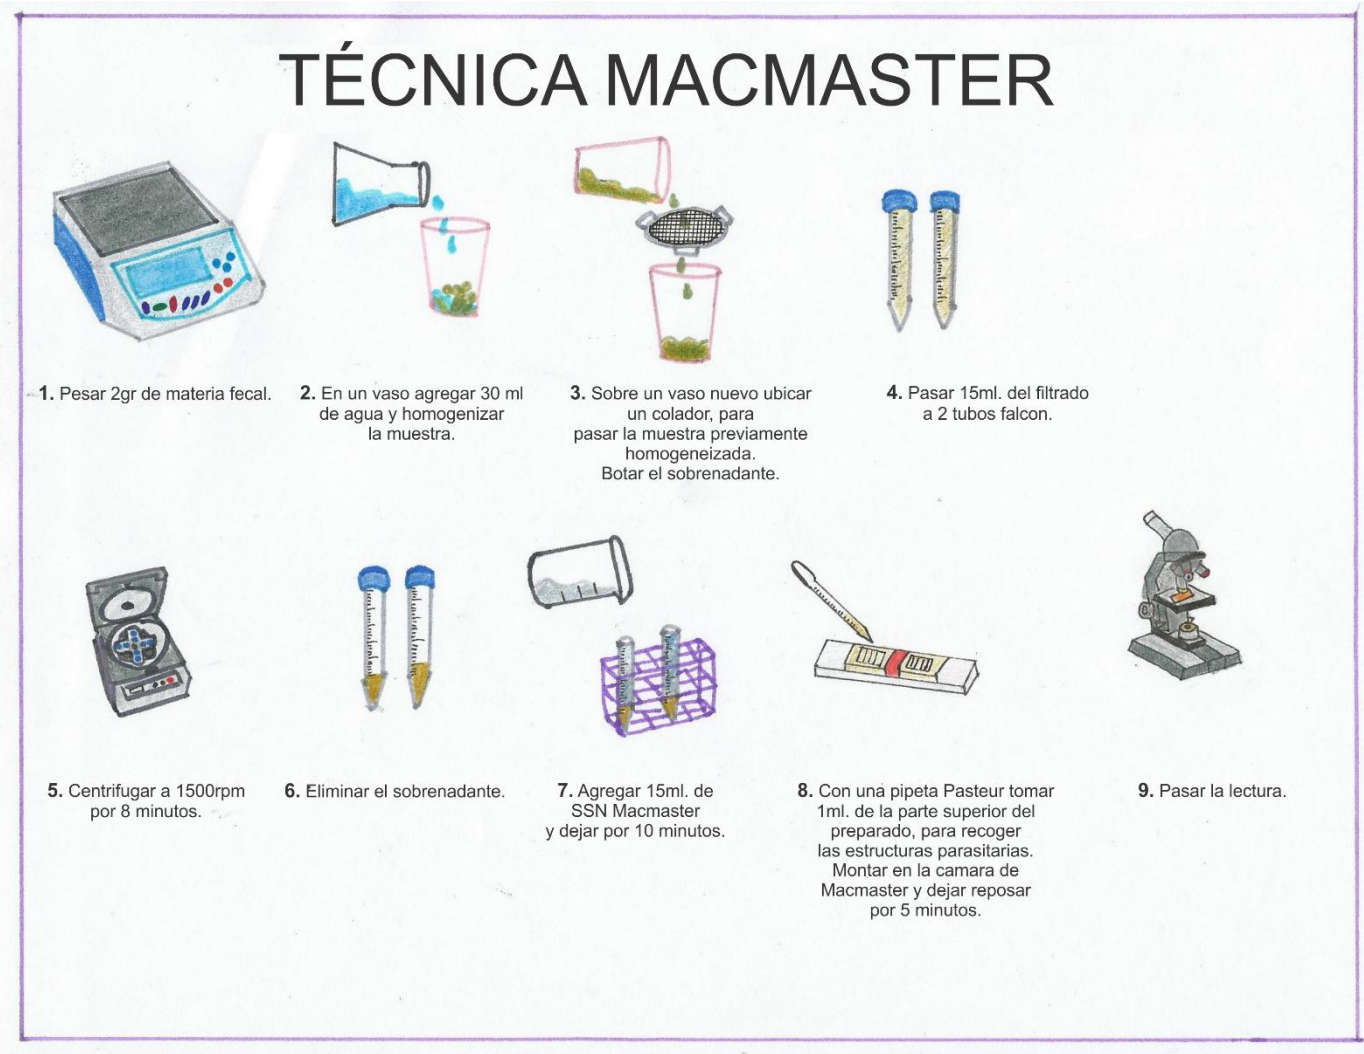 TÉCNICA MACMASTER
1. Pesar 2gr de materia fecal.
2. En un vaso agregar 30 ml
de agua y homogenizar
la muestra.
3. Sobre un vaso nuevo ubicar
un colador, para
pasar la muestra previamente
homogeneizada.
Botar el sobrenadante.
4. Pasar 15ml. del filtrado
a 2 tubos falcon.
5. Centrifugar a 1500rpm
por 8 minutos.
6. Eliminar el sobrenadante.
7. Agregar 15ml. de
SSN Macmaster
y dejar por 10 minutos.
8. Con una pipeta Pasteur tomar
1ml. de la parte superior del
preparado, para recoger
las estructuras parasitarias.
Montar en la camara de
Macmaster y dejar reposar
por 5 minutos.
9. Pasar la lectura.